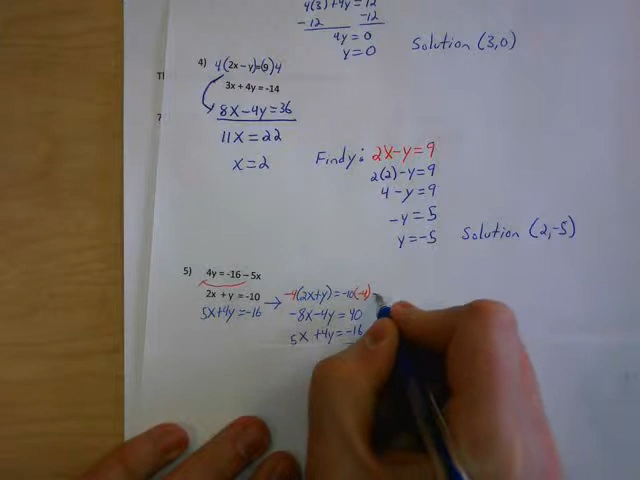 4(3)+4y=12
-12 -12
4y=0
y=0
Solution (3,0)
4) 4(2x-y)=(9)4
3x+4y=-14
8x-4y=36
11x=22
x=2
Find y: 2x-y=9
2(2)-y=9
4-y=9
-y=5
y=-5
Solution (2,-5)
5) 4y = -16 - 5x
2x + y = -10
5x+4y=-16
→ -4(2x+y)=-10(-4)
-8x-4y=40
5x+4y=-16